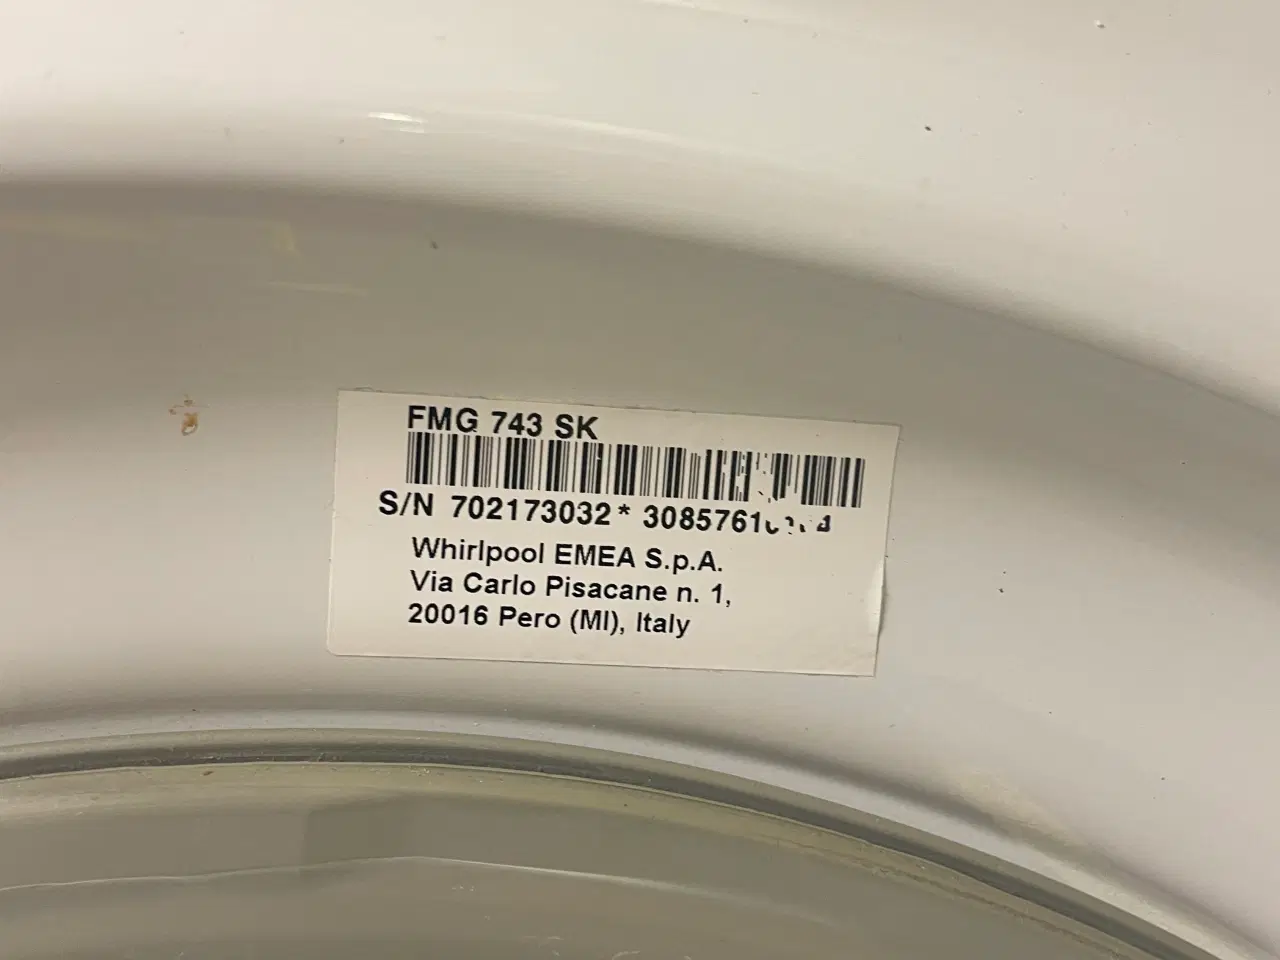 FMG 743 SK
S/N 702173032*
Whirlpool EMEA S.p.A.
Via Carlo Pisacane n. 1,
20016 Pero (MI), Italy